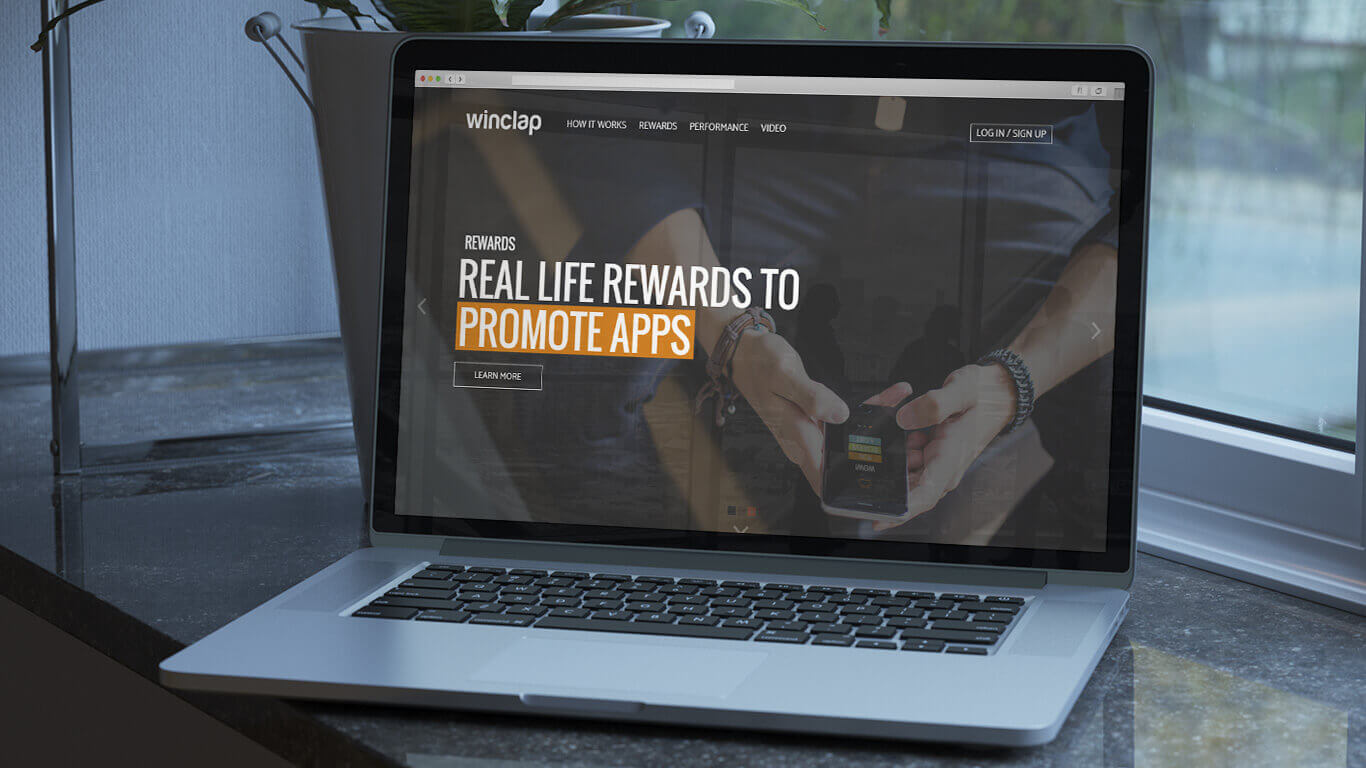 winclap
HOW IT WORKS REWARDS PERFORMANCE VIDEO
LOG IN / SIGN UP
REWARDS
REAL LIFE REWARDS TO
PROMOTE APPS
LEARN MORE